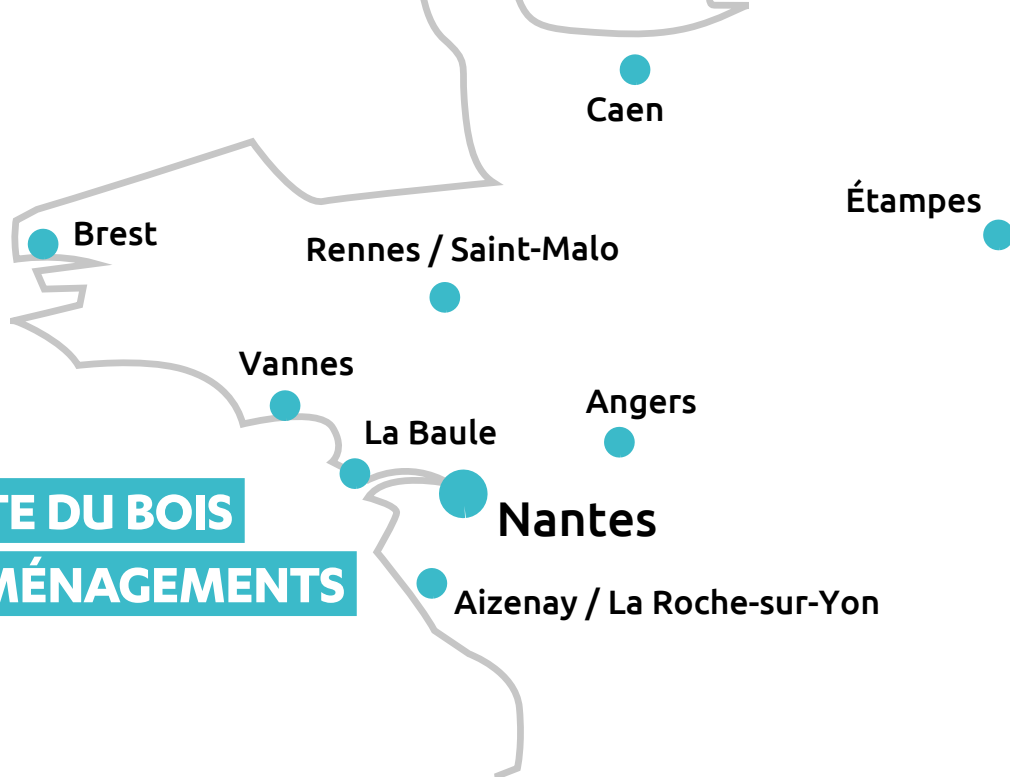 Caen
Étampes
Brest
Rennes / Saint-Malo
Vannes
Angers
La Baule
Nantes
TE DU BOIS
MÉNAGEMENTS
Aizenay / La Roche-sur-Yon